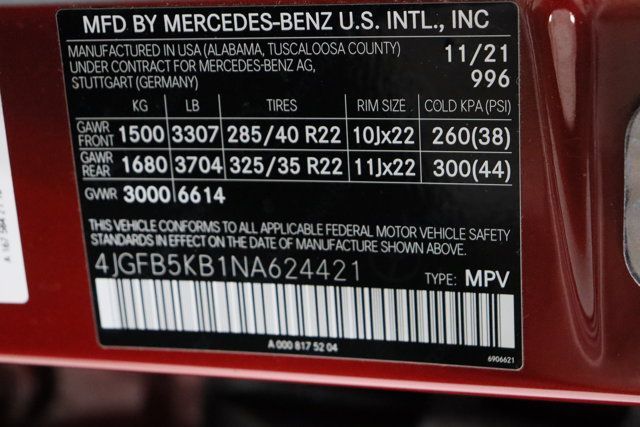 MFD BY MERCEDES-BENZ U.S. INTL., INC
MANUFACTURED IN USA (ALABAMA, TUSCALOOSA COUNTY) 11/21
UNDER CONTRACT FOR MERCEDES-BENZ AG, 996
STUTTGART (GERMANY)
KG LB TIRES RIM SIZE COLD KPA (PSI)
GAWR FRONT 1500 3307 285/40 R22 10Jx22 260(38)
GAWR REAR 1680 3704 325/35 R22 11Jx22 300(44)
GVWR 3000 6614
THIS VEHICLE CONFORMS TO ALL APPLICABLE FEDERAL MOTOR VEHICLE SAFETY
STANDARDS IN EFFECT ON THE DATE OF MANUFACTURE SHOWN ABOVE.
4JGFB5KB1NA624421 TYPE: MPV
A 000 817 52 04
6906621